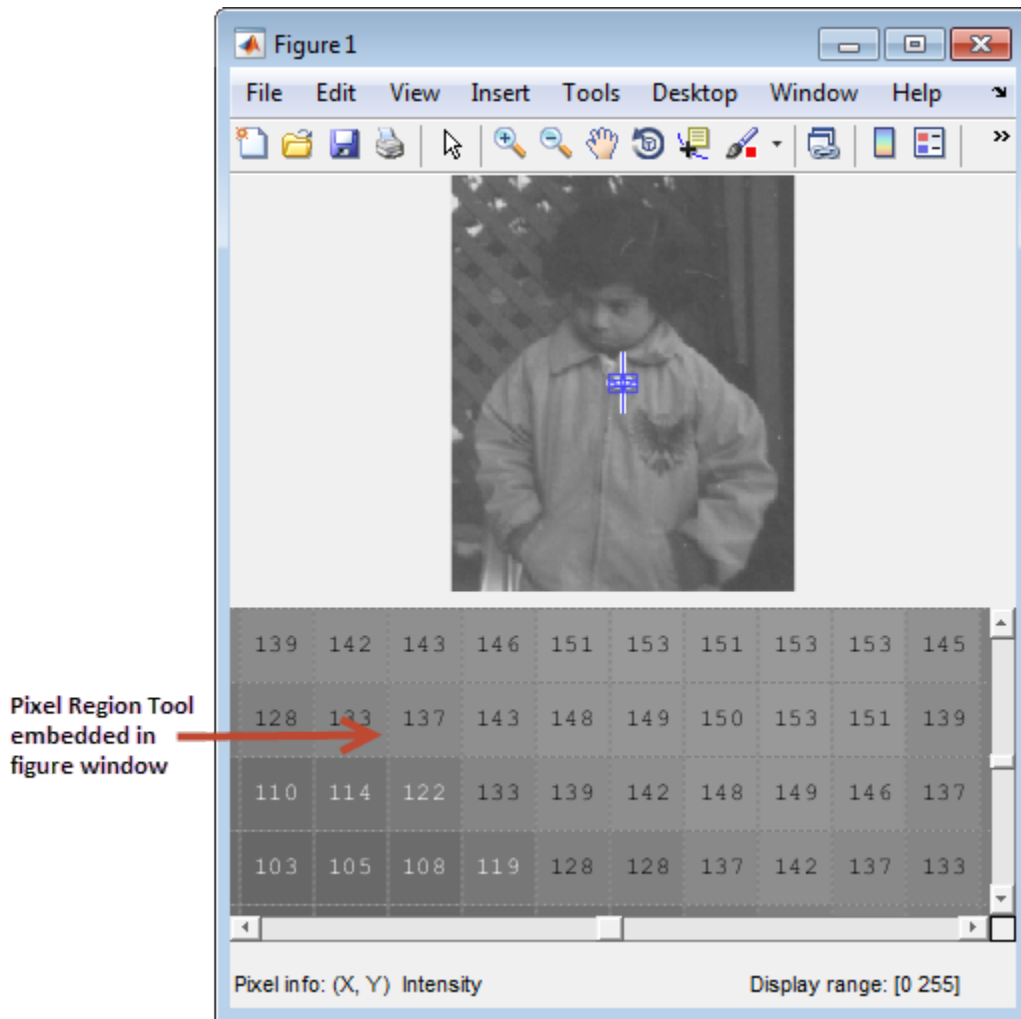 Figure 1
File Edit View Insert Tools Desktop Window Help
139 142 143 146 151 153 151 153 153 145
128 133 137 143 148 149 150 153 151 139
110 114 122 133 139 142 148 149 146 137
103 105 108 119 128 128 137 142 137 133
Pixel Region Tool
embedded in
figure window
Pixel info: (X, Y) Intensity
Display range: [0 255]